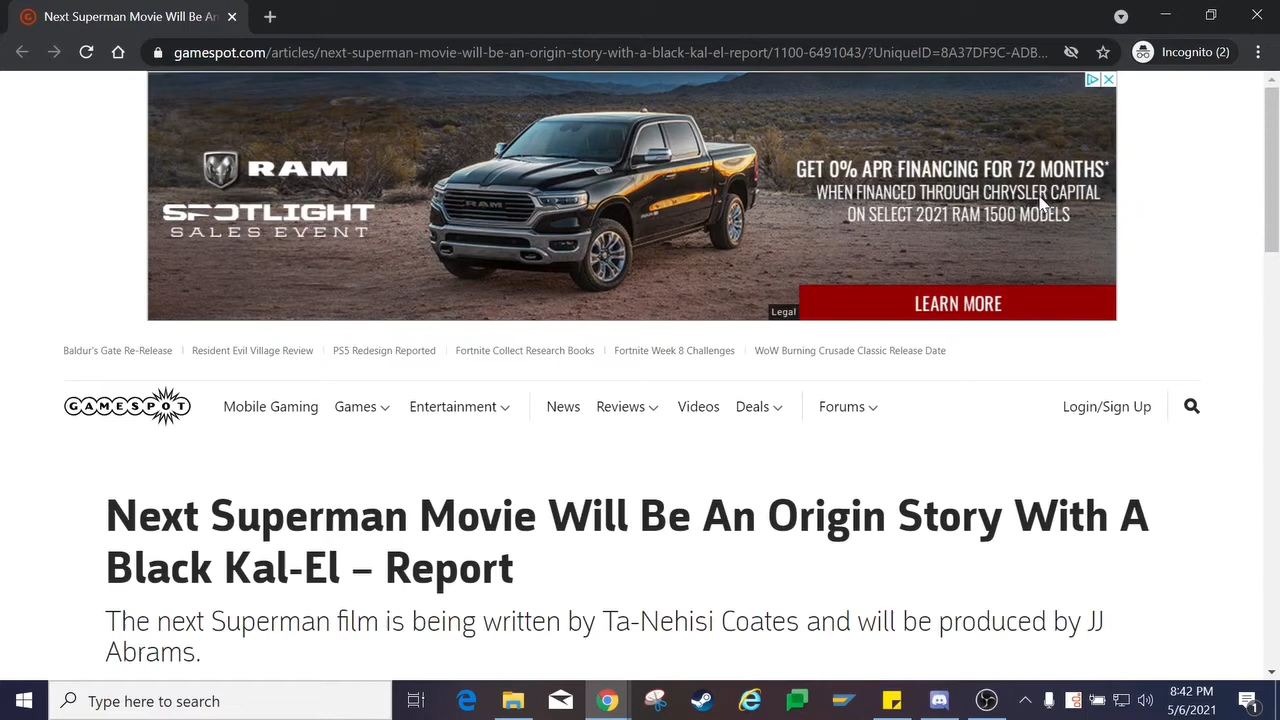 Next Superman Movie Will Be An
gamespot.com/articles/next-superman-movie-will-be-an-origin-story-with-a-black-kal-el-report/1100-6491043/?UniqueID=8A37DF9C-ADB...
Incognito (2)
RAM
SPOTLIGHT
SALES EVENT
RAM
GET 0% APR FINANCING FOR 72 MONTHS*
WHEN FINANCED THROUGH CHRYSLER CAPITAL
ON SELECT 2021 RAM 1500 MODELS
LEARN MORE
Legal
Baldur's Gate Re-Release
Resident Evil Village Review
PS5 Redesign Reported
Fortnite Collect Research Books
Fortnite Week 8 Challenges
WoW Burning Crusade Classic Release Date
GAMESPOT
Mobile Gaming
Games
Entertainment
News
Reviews
Videos
Deals
Forums
Login/Sign Up
Next Superman Movie Will Be An Origin Story With A
Black Kal-El – Report
The next Superman film is being written by Ta-Nehisi Coates and will be produced by JJ
Abrams.
Type here to search
8:42 PM
5/6/2021
1